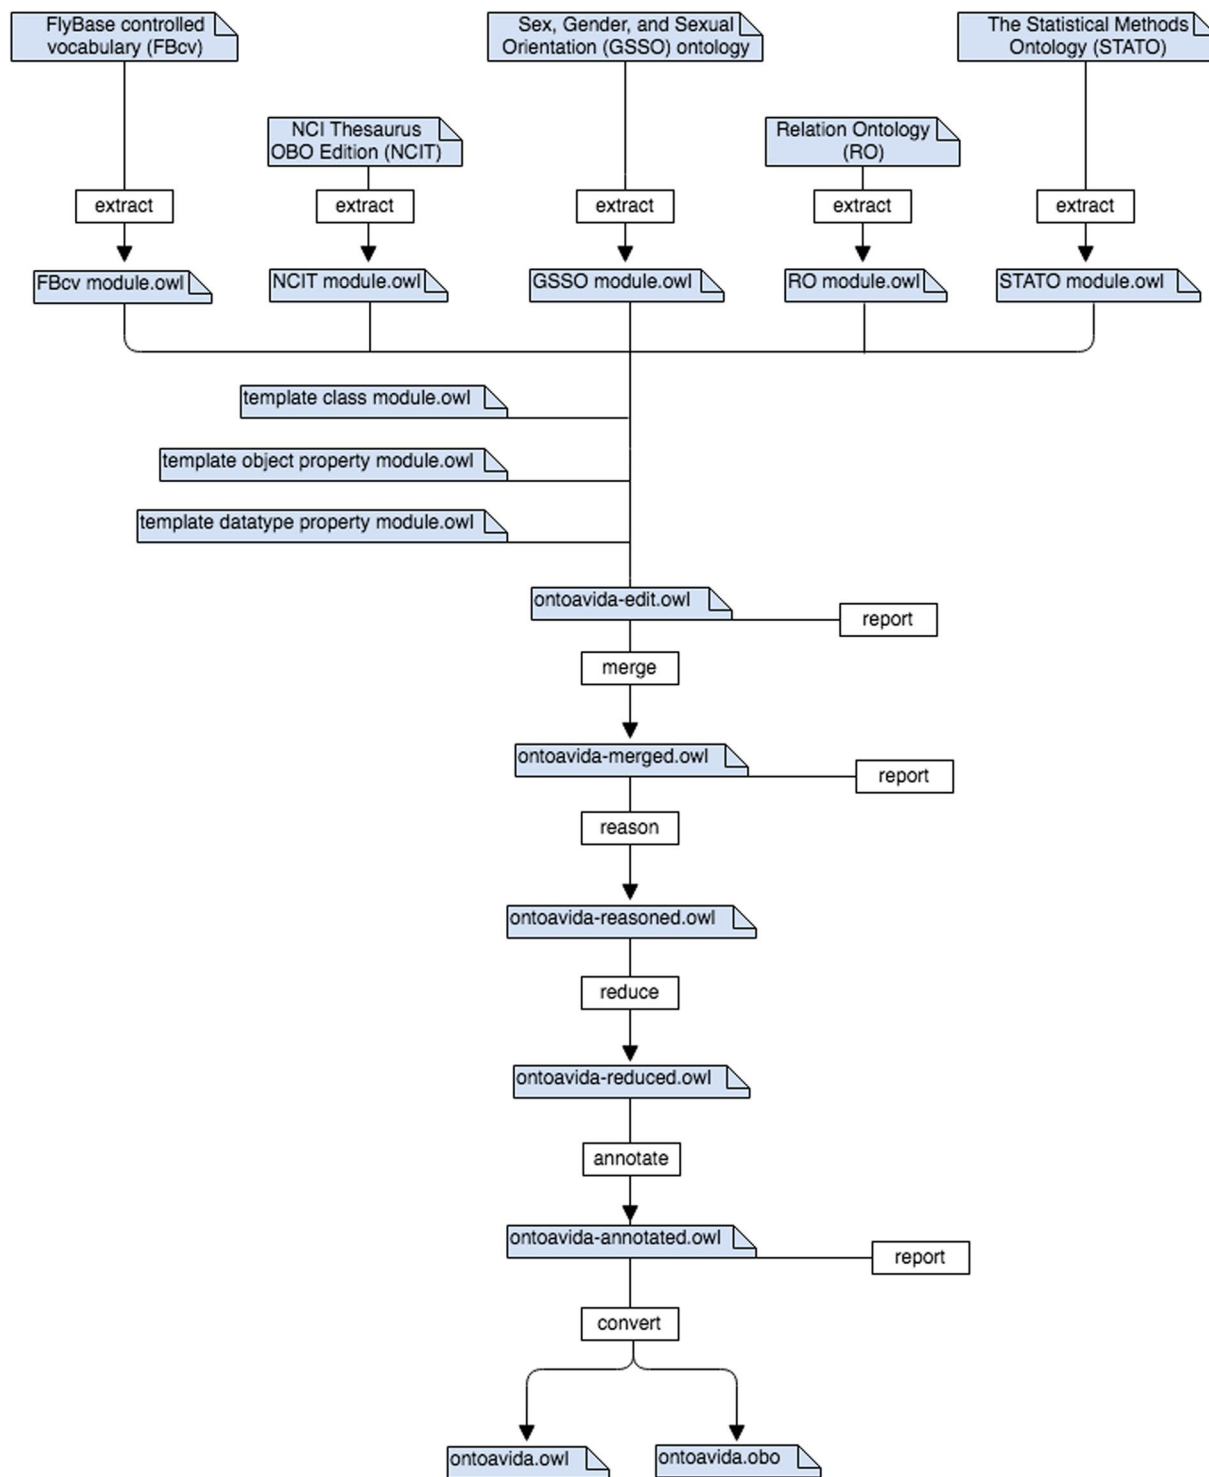 FlyBase controlled
vocabulary (FBcv)
Sex, Gender, and Sexual
Orientation (GSSO) ontology
The Statistical Methods
Ontology (STATO)
NCI Thesaurus
OBO Edition (NCIT)
Relation Ontology
(RO)
extract
extract
extract
extract
extract
FBcv module.owl
NCIT module.owl
GSSO module.owl
RO module.owl
STATO module.owl
template class module.owl
template object property module.owl
template datatype property module.owl
ontoavida-edit.owl
report
merge
ontoavida-merged.owl
report
reason
ontoavida-reasoned.owl
reduce
ontoavida-reduced.owl
annotate
ontoavida-annotated.owl
report
convert
ontoavida.owl
ontoavida.obo